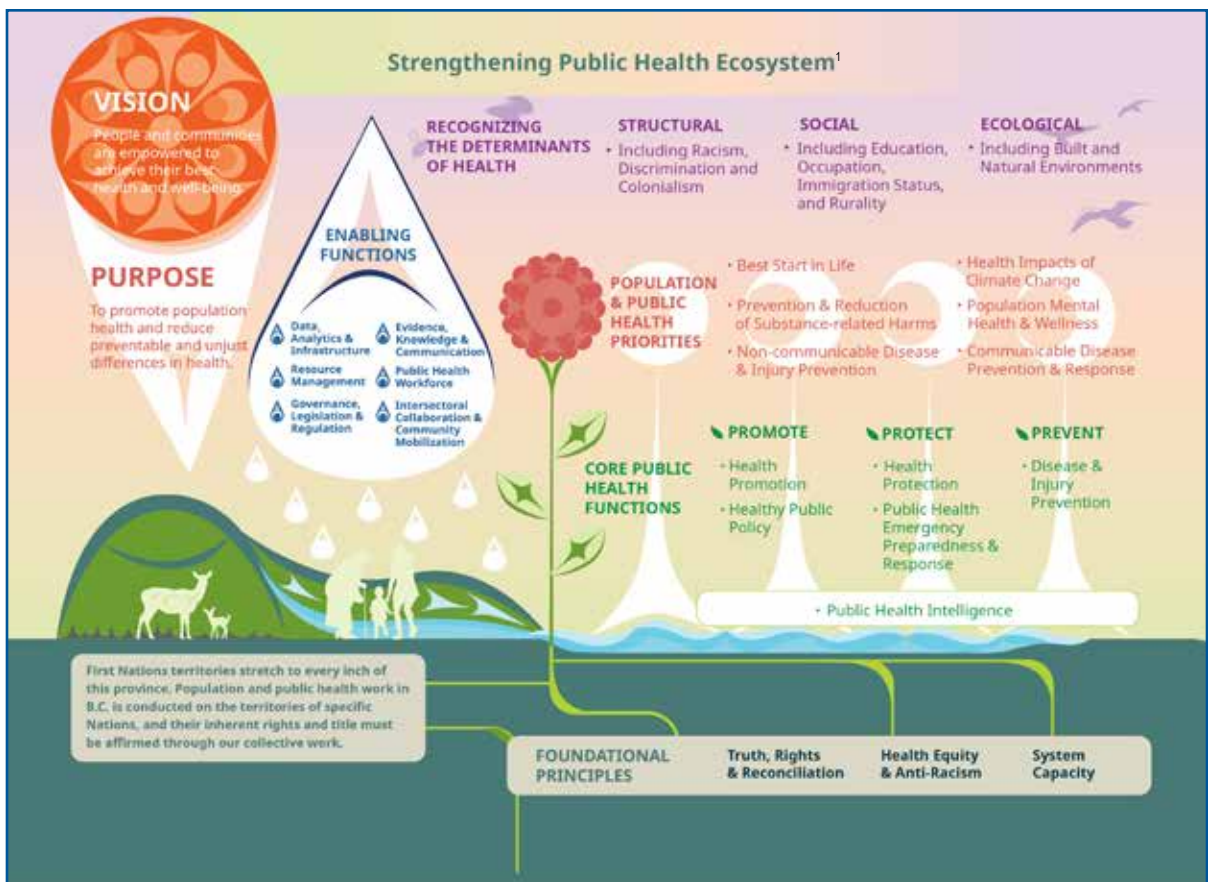 Strengthening Public Health Ecosystem¹
VISION
People and communities
are empowered to
achieve their best
health and well-being.
PURPOSE
To promote population
health and reduce
preventable and unjust
differences in health.
ENABLING
FUNCTIONS
Data,
Analytics &
Infrastructure
Resource
Management
Governance,
Legislation &
Regulation
Evidence,
Knowledge &
Communication
Public Health
Workforce
Intersectoral
Collaboration &
Community
Mobilization
RECOGNIZING
THE DETERMINANTS
OF HEALTH
STRUCTURAL
• Including Racism,
Discrimination and
Colonialism
SOCIAL
• Including Education,
Occupation,
Immigration Status,
and Rurality
ECOLOGICAL
• Including Built and
Natural Environments
POPULATION
& PUBLIC
HEALTH
PRIORITIES
• Best Start in Life
• Prevention & Reduction
of Substance-related Harms
• Non-communicable Disease
& Injury Prevention
• Health Impacts of
Climate Change
• Population Mental
Health & Wellness
• Communicable Disease
Prevention & Response
CORE PUBLIC
HEALTH
FUNCTIONS
PROMOTE
• Health
Promotion
• Healthy Public
Policy
PROTECT
• Health
Protection
• Public Health
Emergency
Preparedness &
Response
PREVENT
• Disease &
Injury
Prevention
• Public Health Intelligence
First Nations territories stretch to every inch of
this province. Population and public health work in
B.C. is conducted on the territories of specific
Nations, and their inherent rights and title must
be affirmed through our collective work.
FOUNDATIONAL
PRINCIPLES
Truth, Rights
& Reconciliation
Health Equity
& Anti-Racism
System
Capacity